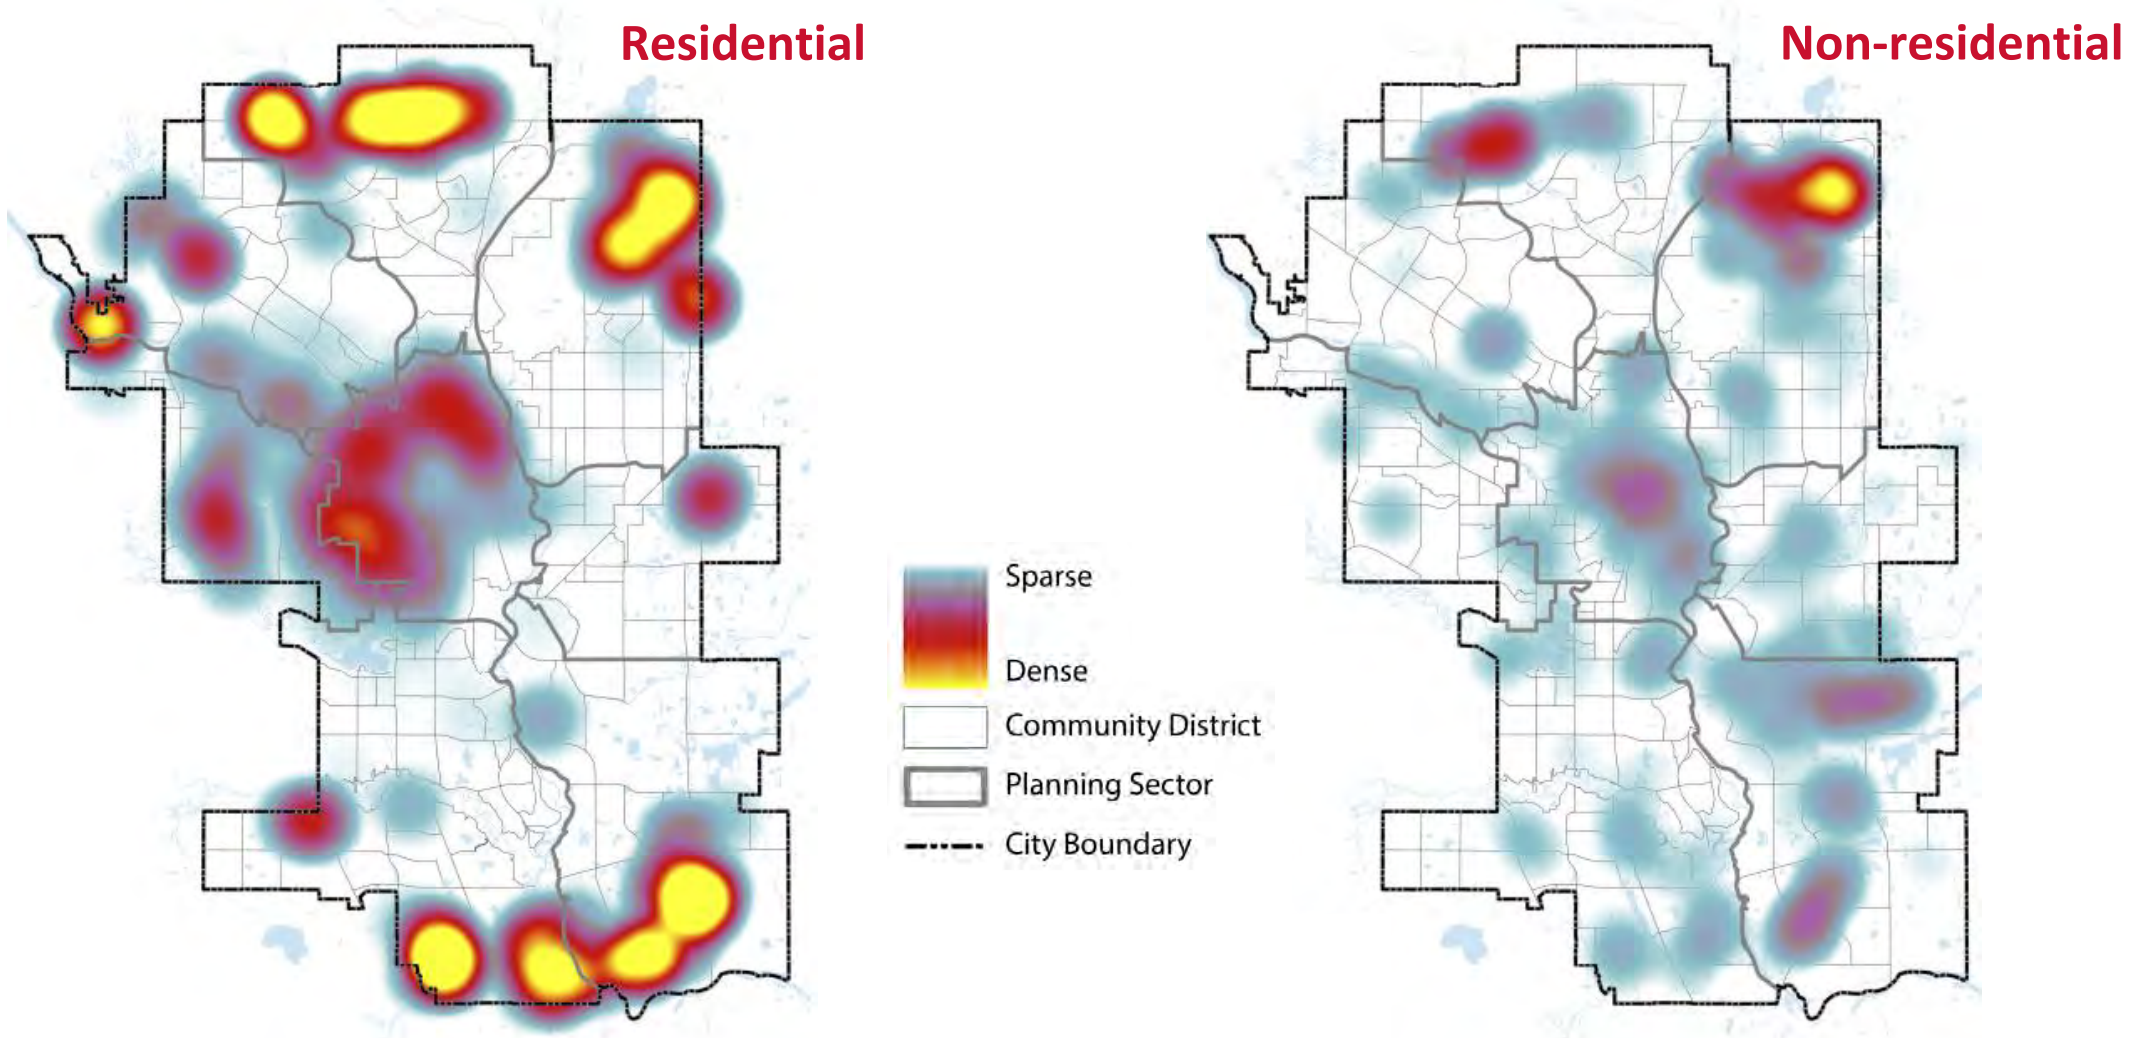 Residential
Non-residential
Sparse
Dense
Community District
Planning Sector
City Boundary